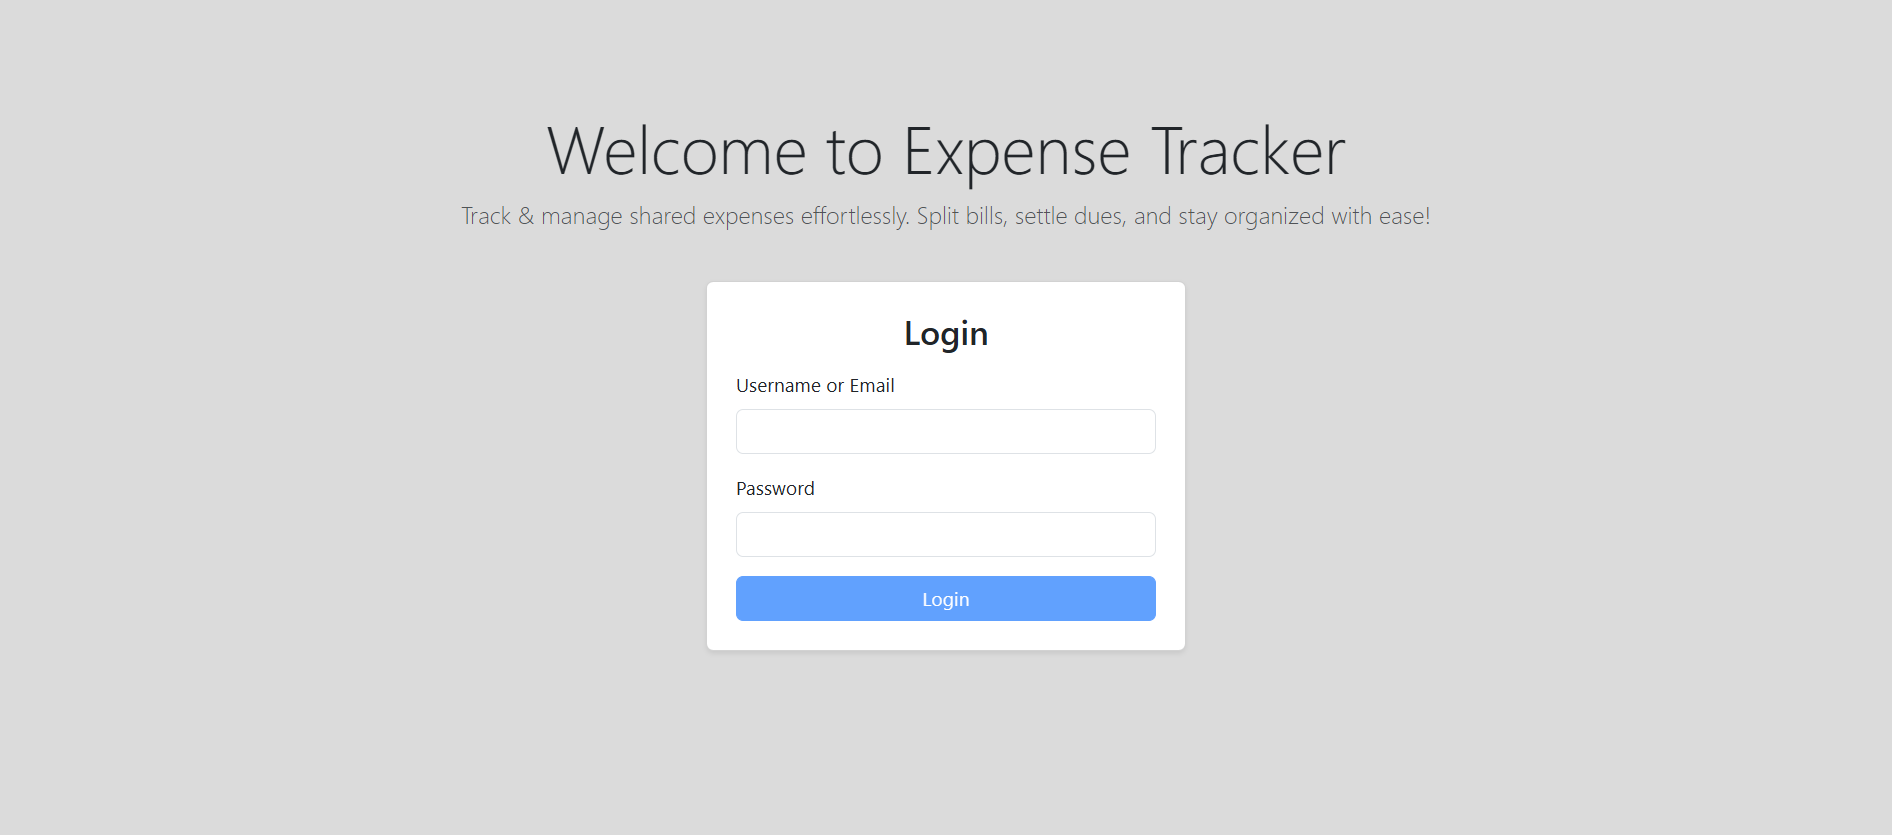 Welcome to Expense Tracker
Track & manage shared expenses effortlessly. Split bills, settle dues, and stay organized with ease!
Login
Username or Email
Password
Login